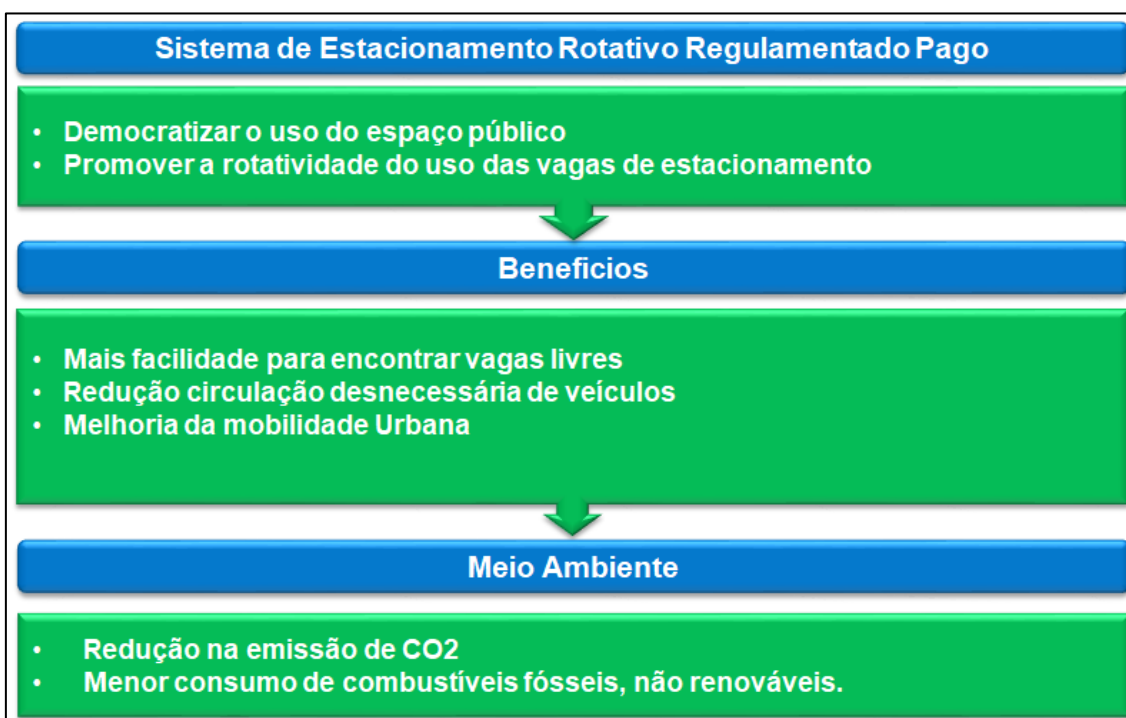 Sistema de Estacionamento Rotativo Regulamentado Pago
• Democratizar o uso do espaço público
• Promover a rotatividade do uso das vagas de estacionamento
Beneficios
• Mais facilidade para encontrar vagas livres
• Redução circulação desnecessária de veículos
• Melhoria da mobilidade Urbana
Meio Ambiente
• Redução na emissão de CO2
• Menor consumo de combustíveis fósseis, não renováveis.